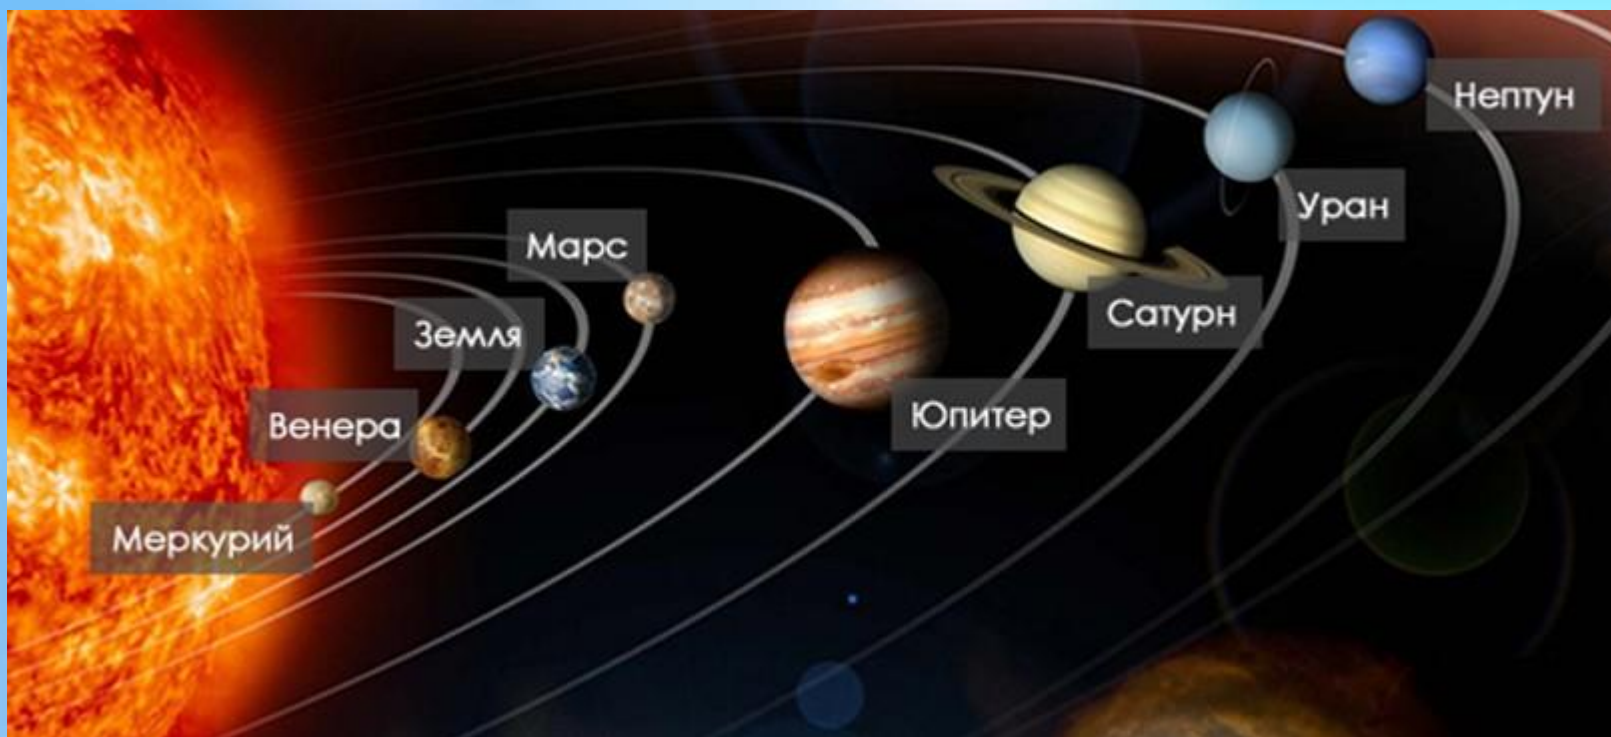 Нептун
Уран
Марс
Сатурн
Земля
Юпитер
Венера
Меркурий